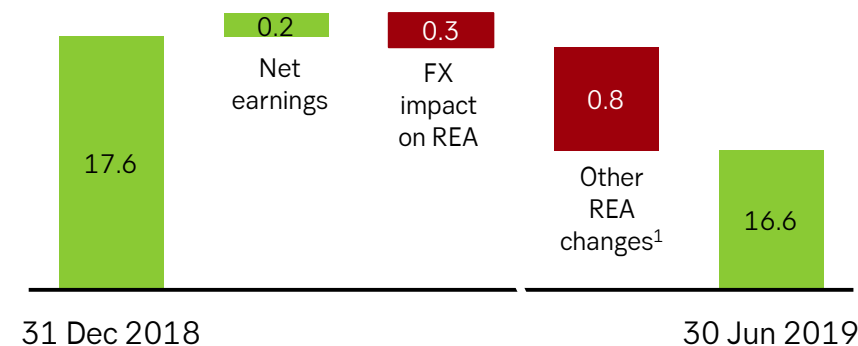 0.2
0.3
Net
earnings
FX
impact
on REA
0.8
17.6
Other
REA
changes¹
16.6
31 Dec 2018
30 Jun 2019